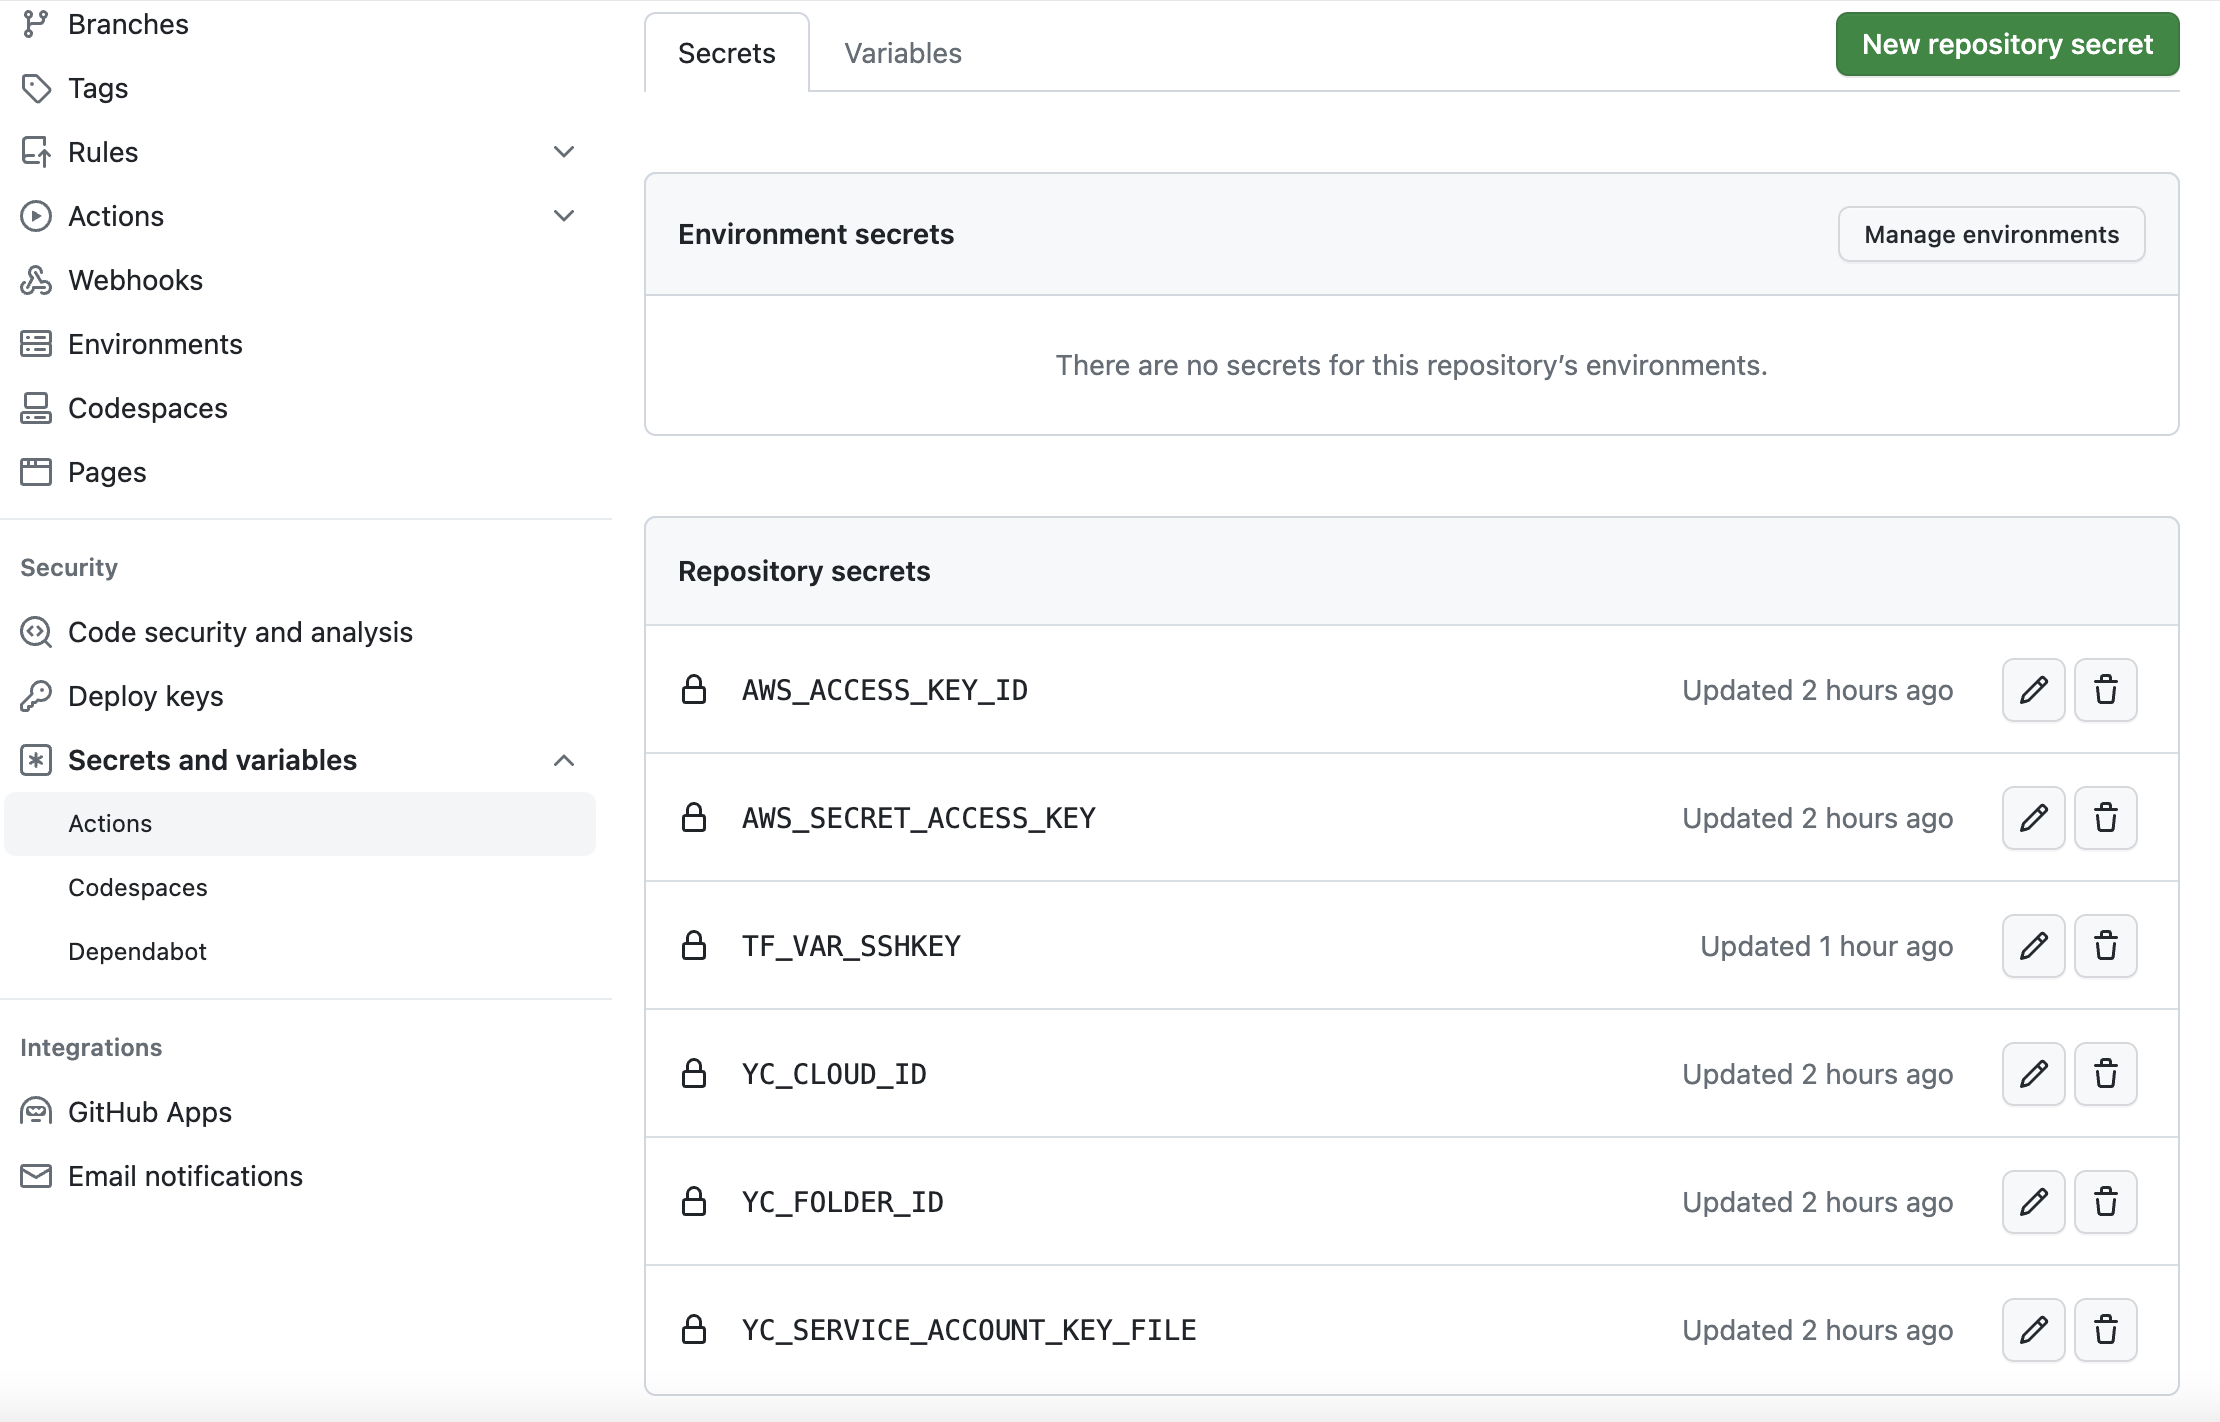 Branches
Tags
Rules
Actions
Webhooks
Environments
Codespaces
Pages
Security
Code security and analysis
Deploy keys
Secrets and variables
Actions
Codespaces
Dependabot
Integrations
GitHub Apps
Email notifications
Secrets
Variables
New repository secret
Environment secrets
Manage environments
There are no secrets for this repository’s environments.
Repository secrets
AWS_ACCESS_KEY_ID Updated 2 hours ago
AWS_SECRET_ACCESS_KEY Updated 2 hours ago
TF_VAR_SSHKEY Updated 1 hour ago
YC_CLOUD_ID Updated 2 hours ago
YC_FOLDER_ID Updated 2 hours ago
YC_SERVICE_ACCOUNT_KEY_FILE Updated 2 hours ago